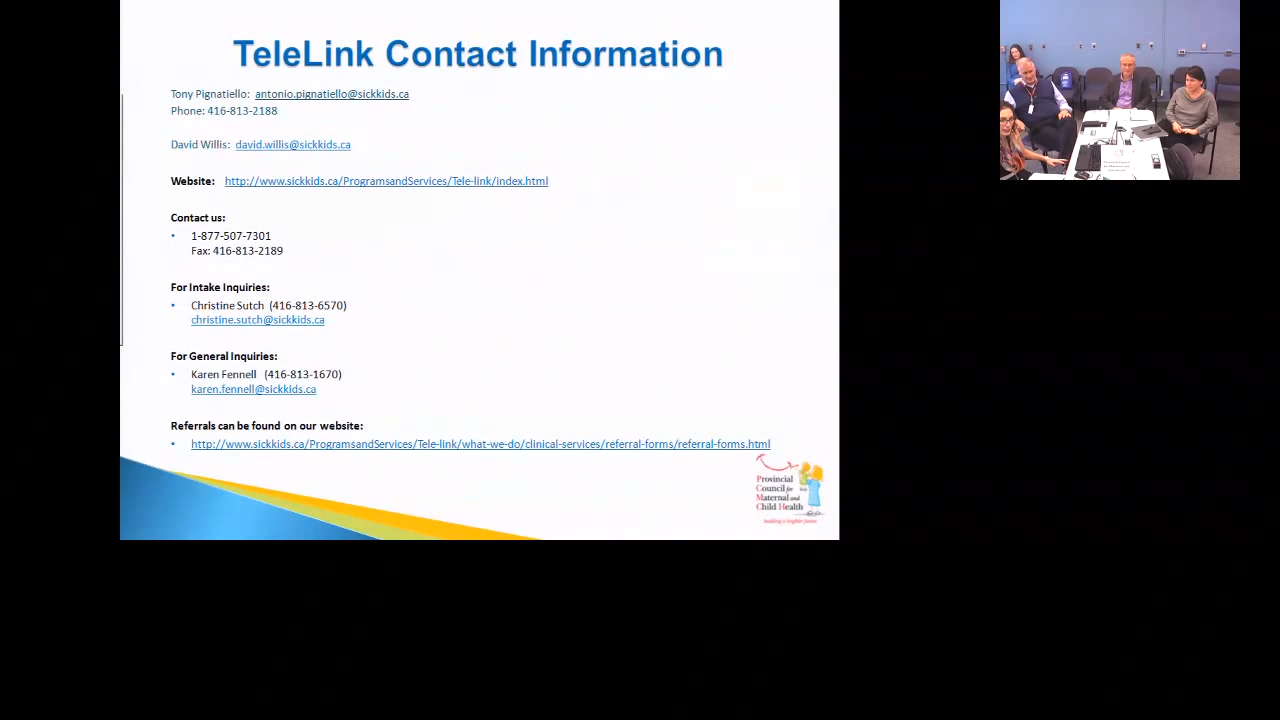 TeleLink Contact Information
Tony Pignatiello: antonio.pignatiello@sickkids.ca
Phone: 416-813-2188
David Willis: david.willis@sickkids.ca
Website: http://www.sickkids.ca/ProgramsandServices/Tele-link/index.html
Contact us:
• 1-877-507-7301
Fax: 416-813-2189
For Intake Inquiries:
• Christine Sutch (416-813-6570)
christine.sutch@sickkids.ca
For General Inquiries:
• Karen Fennell (416-813-1670)
karen.fennell@sickkids.ca
Referrals can be found on our website:
• http://www.sickkids.ca/ProgramsandServices/Tele-link/what-we-do/clinical-services/referral-forms/referral-forms.html
Provincial
Council for
Maternal and
Child Health
building a brighter future